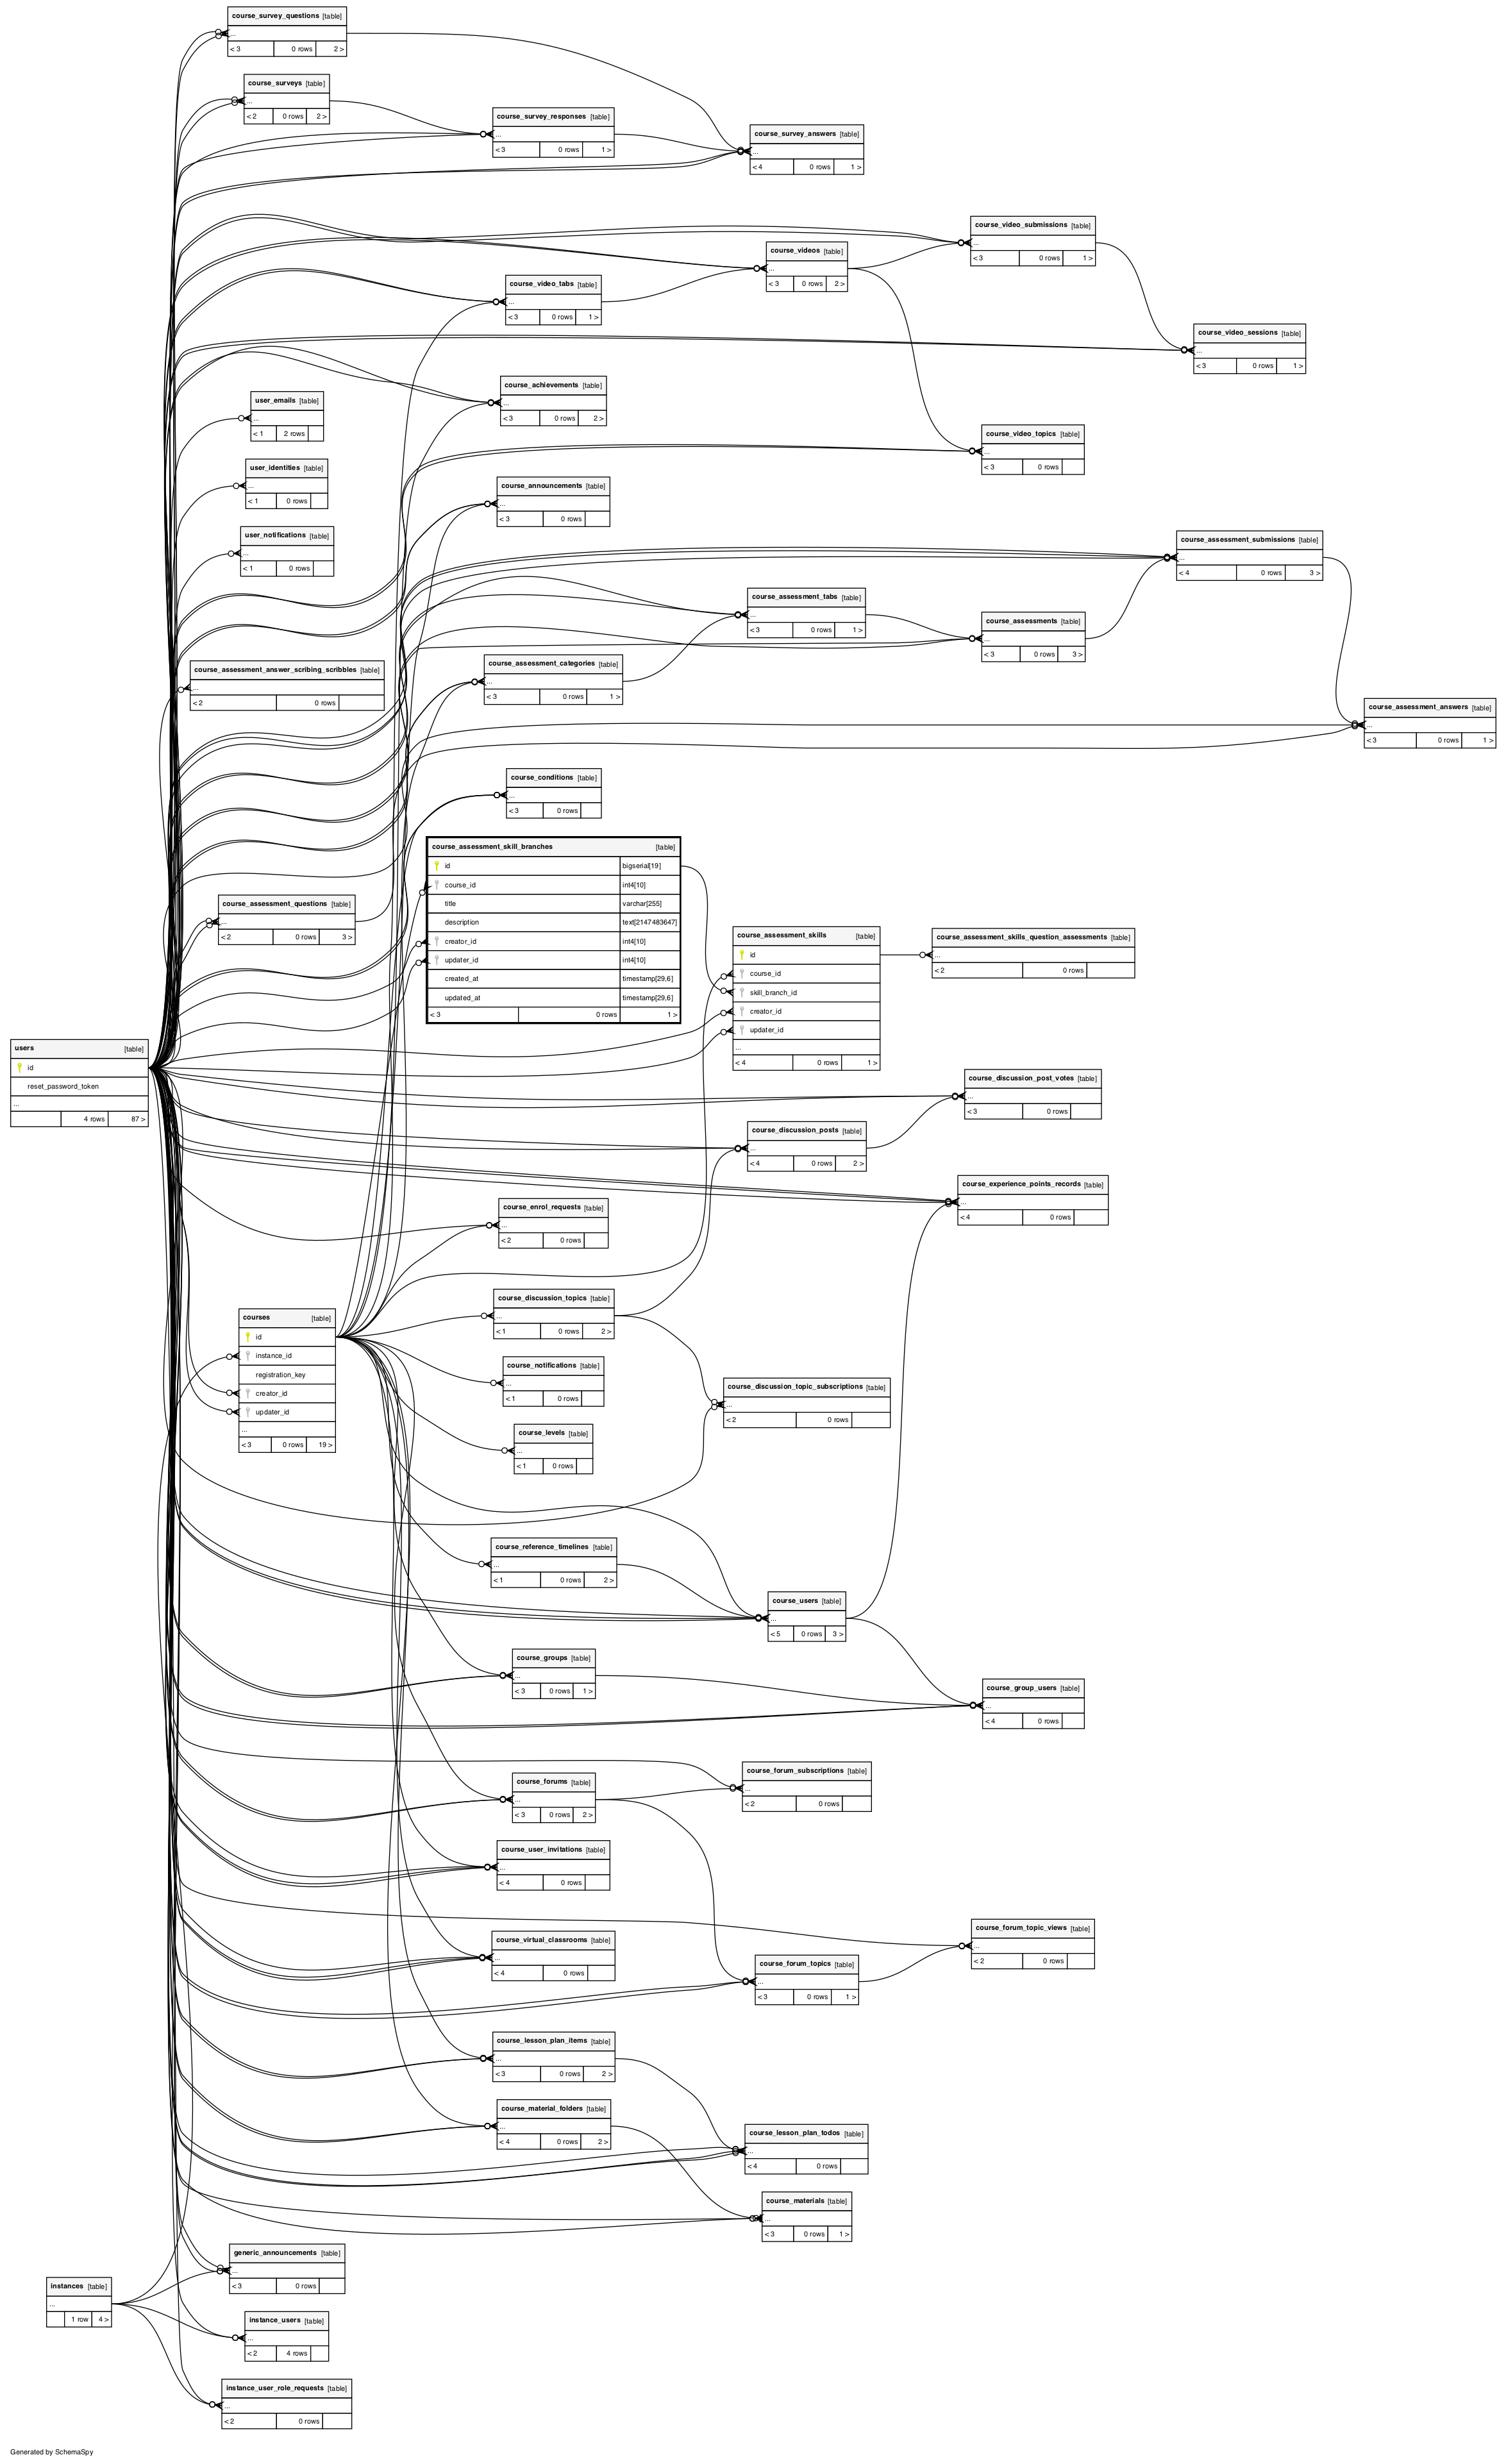 course_survey_questions [table]
...
< 3 0 rows 2 >
course_surveys [table]
...
< 2 0 rows 2 >
course_survey_responses [table]
...
< 3 0 rows 1 >
course_survey_answers [table]
...
< 4 0 rows 1 >
course_video_submissions [table]
...
< 3 0 rows 1 >
course_videos [table]
...
< 3 0 rows 2 >
course_video_tabs [table]
...
< 3 0 rows 1 >
course_video_sessions [table]
...
< 3 0 rows 1 >
course_achievements [table]
...
< 3 0 rows 2 >
user_emails [table]
...
< 1 2 rows
course_video_topics [table]
...
< 3 0 rows
user_identities [table]
...
< 1 0 rows
course_announcements [table]
...
< 3 0 rows
user_notifications [table]
...
< 1 0 rows
course_assessment_submissions [table]
...
< 4 0 rows 3 >
course_assessment_tabs [table]
...
< 3 0 rows 1 >
course_assessments [table]
...
< 3 0 rows 3 >
course_assessment_categories [table]
...
< 3 0 rows 1 >
course_assessment_answer_scribing_scribbles [table]
...
< 2 0 rows
course_assessment_answers [table]
...
< 3 0 rows 1 >
course_conditions [table]
...
< 3 0 rows
course_assessment_skill_branches [table]
id bigserial[19]
course_id int4[10]
title varchar[255]
description text[2147483647]
creator_id int4[10]
updater_id int4[10]
created_at timestamp[29,6]
updated_at timestamp[29,6]
< 3 0 rows 1 >
course_assessment_questions [table]
...
< 2 0 rows 3 >
course_assessment_skills [table]
id
course_id
skill_branch_id
creator_id
updater_id
...
< 4 0 rows 1 >
course_assessment_skills_question_assessments [table]
...
< 2 0 rows
users [table]
id
reset_password_token
...
4 rows 87 >
course_discussion_post_votes [table]
...
< 3 0 rows
course_discussion_posts [table]
...
< 4 0 rows 2 >
course_experience_points_records [table]
...
< 4 0 rows
course_enrol_requests [table]
...
< 2 0 rows
course_discussion_topics [table]
...
< 1 0 rows 2 >
courses [table]
id
instance_id
registration_key
creator_id
updater_id
...
< 3 0 rows 19 >
course_notifications [table]
...
< 1 0 rows
course_discussion_topic_subscriptions [table]
...
< 2 0 rows
course_levels [table]
...
< 1 0 rows
course_reference_timelines [table]
...
< 1 0 rows 2 >
course_users [table]
...
< 5 0 rows 3 >
course_groups [table]
...
< 3 0 rows 1 >
course_group_users [table]
...
< 4 0 rows
course_forum_subscriptions [table]
...
< 2 0 rows
course_forums [table]
...
< 3 0 rows 2 >
course_user_invitations [table]
...
< 4 0 rows
course_forum_topic_views [table]
...
< 2 0 rows
course_virtual_classrooms [table]
...
< 4 0 rows
course_forum_topics [table]
...
< 3 0 rows 1 >
course_lesson_plan_items [table]
...
< 3 0 rows 2 >
course_material_folders [table]
...
< 4 0 rows 2 >
course_lesson_plan_todos [table]
...
< 4 0 rows
course_materials [table]
...
< 3 0 rows 1 >
generic_announcements [table]
...
< 3 0 rows
instances [table]
...
1 row 4 >
instance_users [table]
...
< 2 4 rows
instance_user_role_requests [table]
...
< 2 0 rows
Generated by SchemaSpy